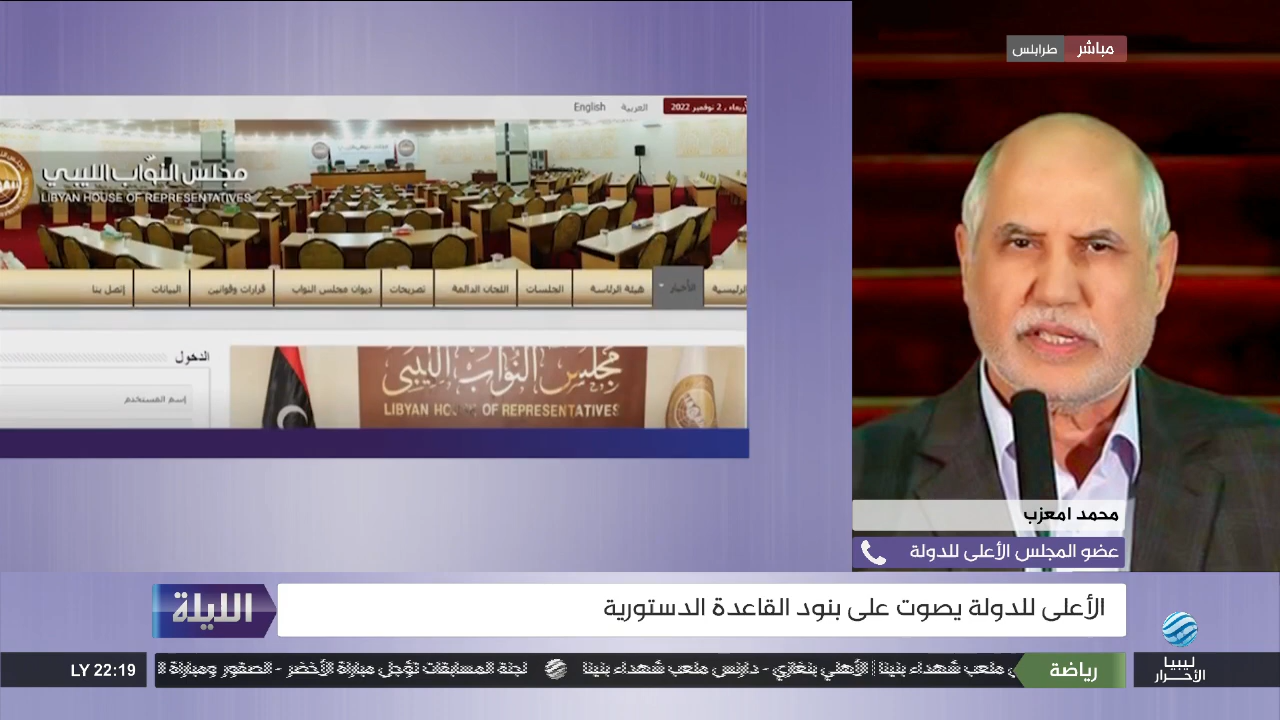 مباشر
طرابلس
English العربية الأربعاء ، 2 نوفمبر 2022
مجلس النواب الليبي
LIBYAN HOUSE OF REPRESENTATIVES
الرئيسية الأخبار هيئة الرئاسة الجلسات اللجان الدائمة تصريحات ديوان مجلس النواب قرارات وقوانين البيانات إتصل بنا
الدخول
إسم المستخدم
مجلس النواب الليبي
LIBYAN HOUSE OF REPRESENTATIVES
محمد امعزب
عضو المجلس الأعلى للدولة
الليلة
الأعلى للدولة يصوت على بنود القاعدة الدستورية
ليبيا
الأحرار
رياضة
ملعب شهداء بنينا | الأهلي بنغازي - دارنس ملعب شهداء بنينا لجنة المسابقات تؤجل مباراة الأخضر - الصقور ومباراة
LY 22:19